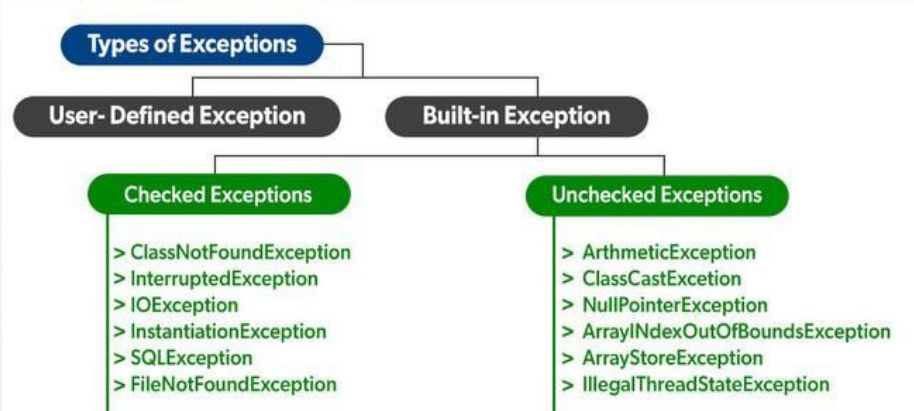 Types of Exceptions
User- Defined Exception
Built-in Exception
Checked Exceptions
> ClassNotFoundException
> InterruptedException
> IOException
> InstantiationException
> SQLException
> FileNotFoundException
Unchecked Exceptions
> ArthmeticException
> ClassCastExcetion
> NullPointerException
> ArrayINdexOutOfBoundsException
> ArrayStoreException
> IllegalThreadStateException